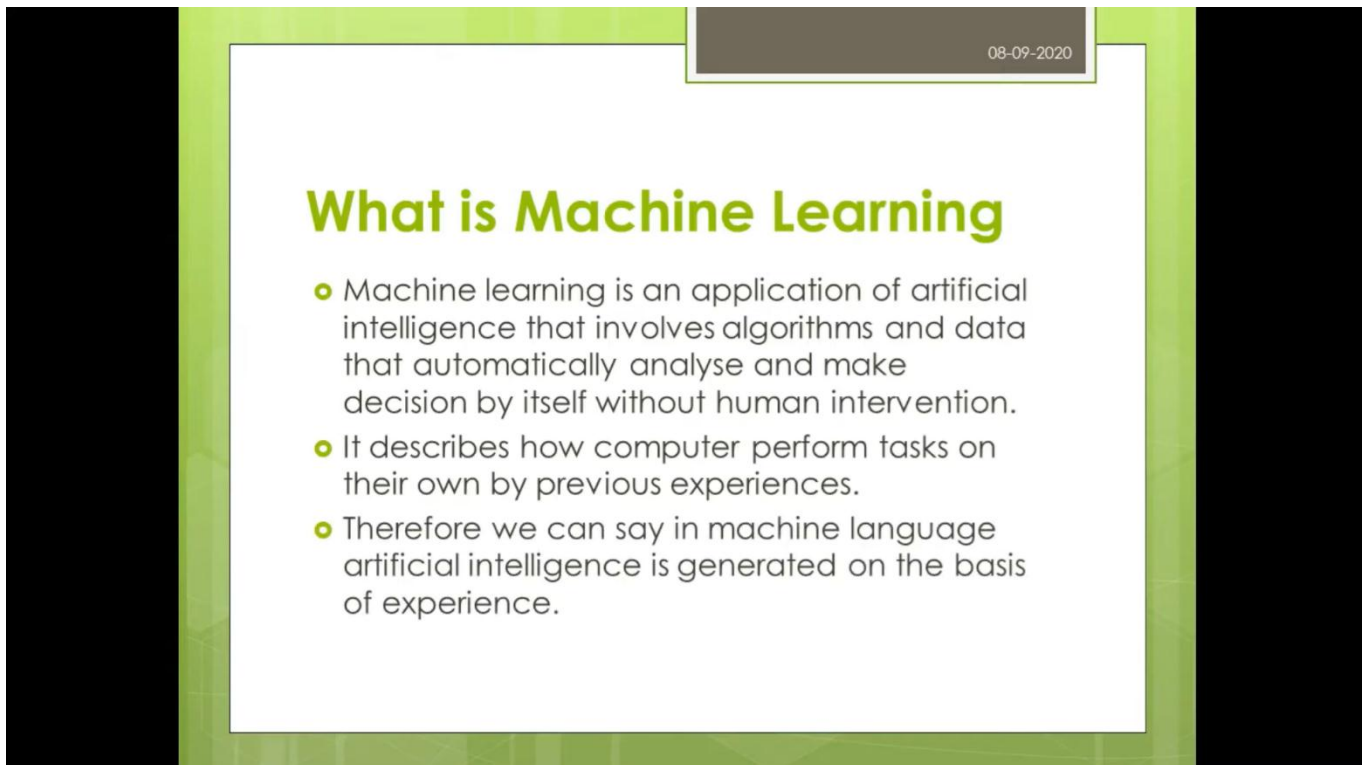 08-09-2020
What is Machine Learning
Machine learning is an application of artificial
intelligence that involves algorithms and data
that automatically analyse and make
decision by itself without human intervention.
It describes how computer perform tasks on
their own by previous experiences.
Therefore we can say in machine language
artificial intelligence is generated on the basis
of experience.